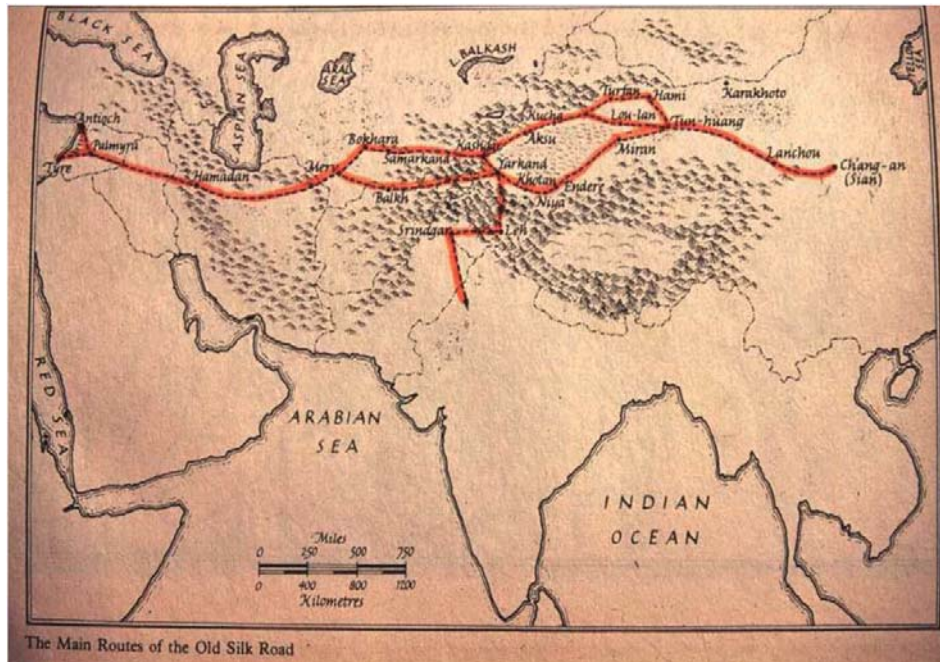 BLACK SEA
CASPIAN SEA
ARAL
SEA
L. BALKASH
YELLOW
SEA
Turfan
Hami
Karakhoto
Antioch
Kucha
Lou-lan
Tun-huang
Palmyra
Bokhara
Kashgar
Aksu
Miran
Tyre
Samarkand
Yarkand
Lanchou
Ch'ang-an
(Sian)
Hamadan
Merv
Khotan
Endere
Balkh
Niya
Srinagar
Leh
RED SEA
ARABIAN
SEA
INDIAN
OCEAN
Miles
0 250 500 750
0 400 800 1200
Kilometres
The Main Routes of the Old Silk Road